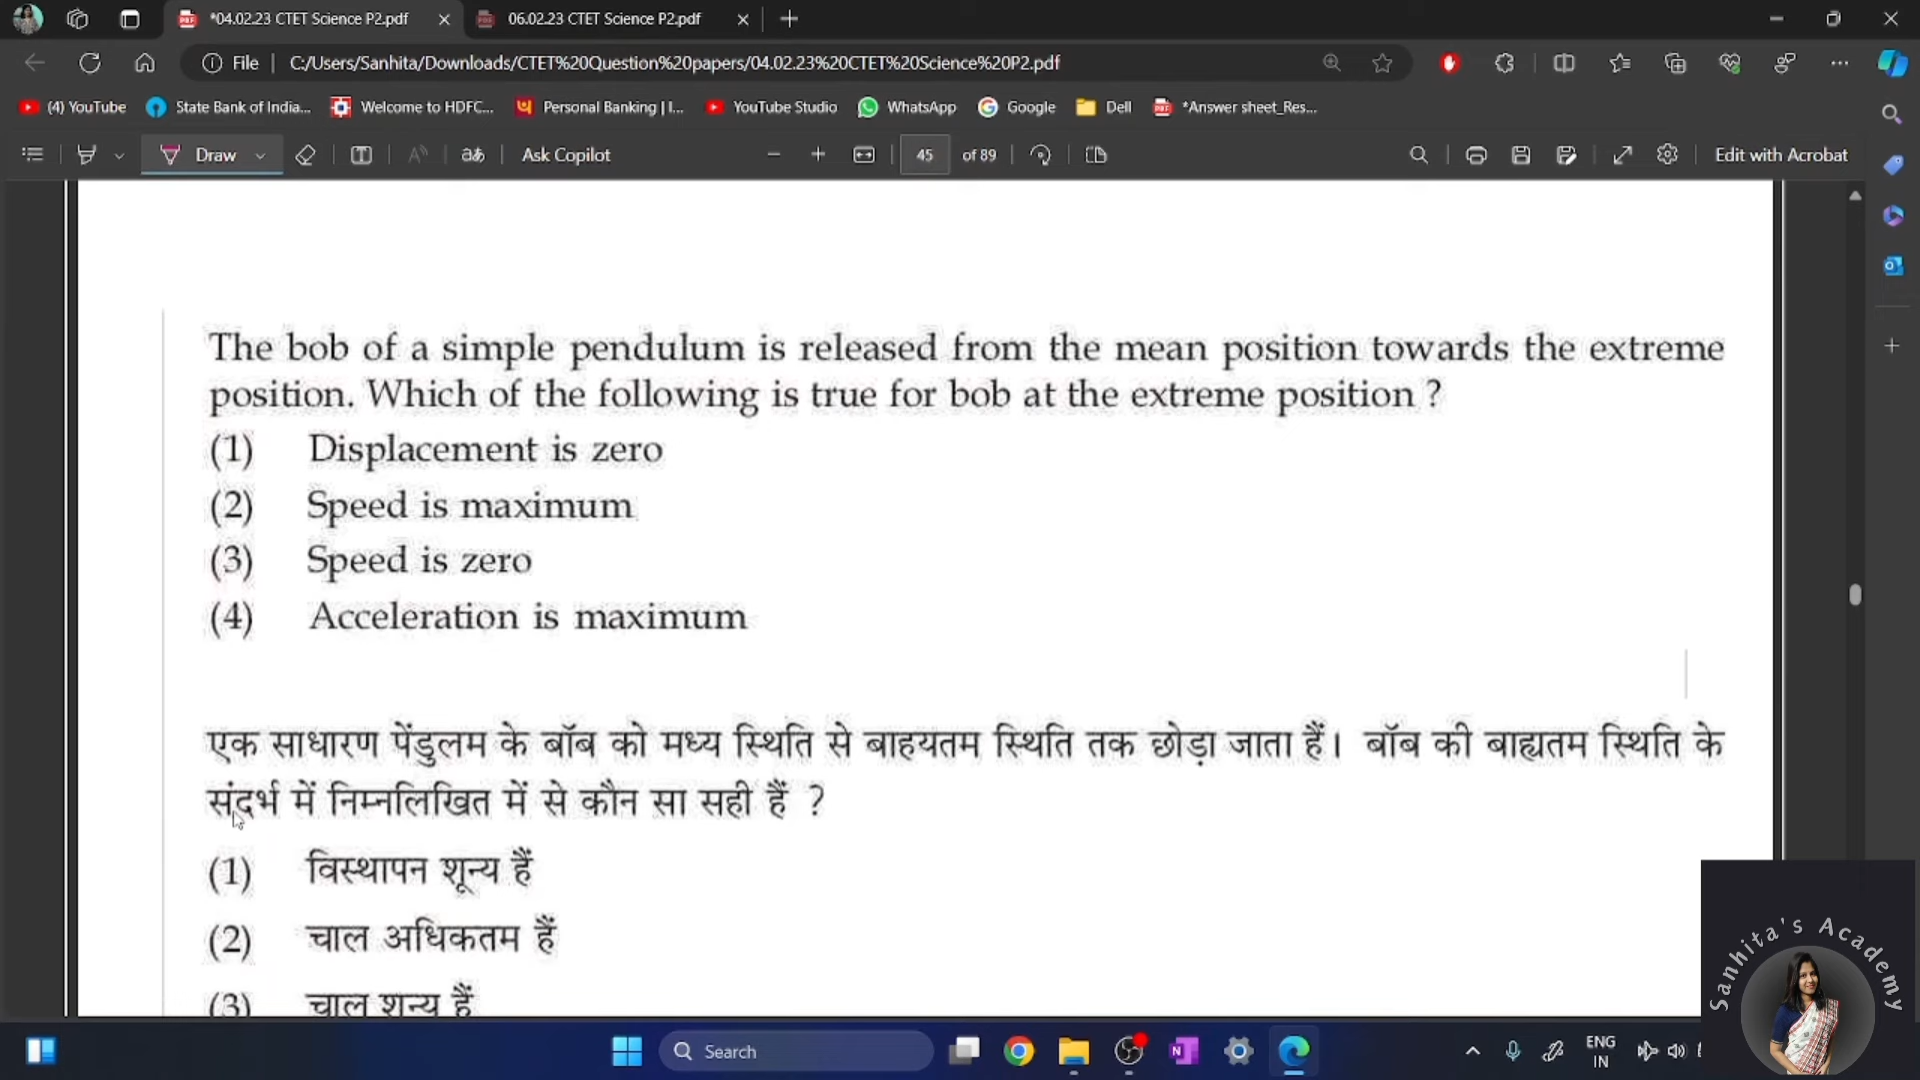 *04.02.23 CTET Science P2.pdf
06.02.23 CTET Science P2.pdf
File
C:/Users/Sanhita/Downloads/CTET%20Question%20papers/04.02.23%20CTET%20Science%20P2.pdf
(4) YouTube
State Bank of India...
Welcome to HDFC...
Personal Banking | I...
YouTube Studio
WhatsApp
Google
Dell
*Answer sheet_Res...
Draw
Ask Copilot
45
of 89
Edit with Acrobat
The bob of a simple pendulum is released from the mean position towards the extreme
position. Which of the following is true for bob at the extreme position ?
(1) Displacement is zero
(2) Speed is maximum
(3) Speed is zero
(4) Acceleration is maximum
एक साधारण पेंडुलम के बॉब को मध्य स्थिति से बाहयतम स्थिति तक छोड़ा जाता हैं। बॉब की बाह्यतम स्थिति के
संदर्भ में निम्नलिखित में से कौन सा सही हैं ?
(1) विस्थापन शून्य हैं
(2) चाल अधिकतम हैं
(3) चाल शून्य हैं
Sanhita's Academy
Search
ENG
IN